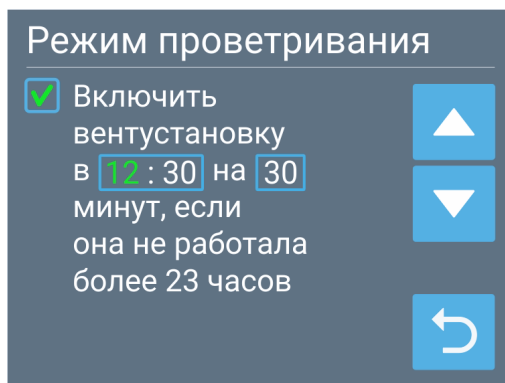 Режим проветривания
Включить
вентустановку
в 12 : 30 на 30
минут, если
она не работала
более 23 часов